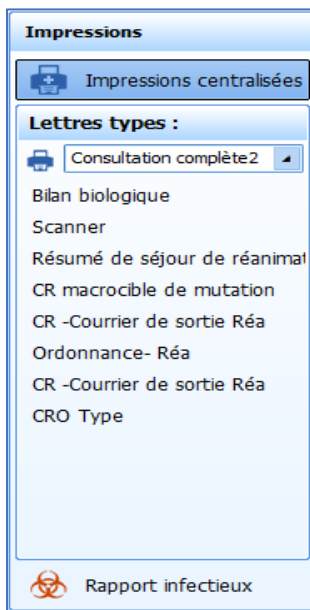 Impressions
Impressions centralisées
Lettres types :
Consultation complète2
Bilan biologique
Scanner
Résumé de séjour de réanimat
CR macrocible de mutation
CR -Courrier de sortie Réa
Ordonnance- Réa
CR -Courrier de sortie Réa
CRO Type
Rapport infectieux